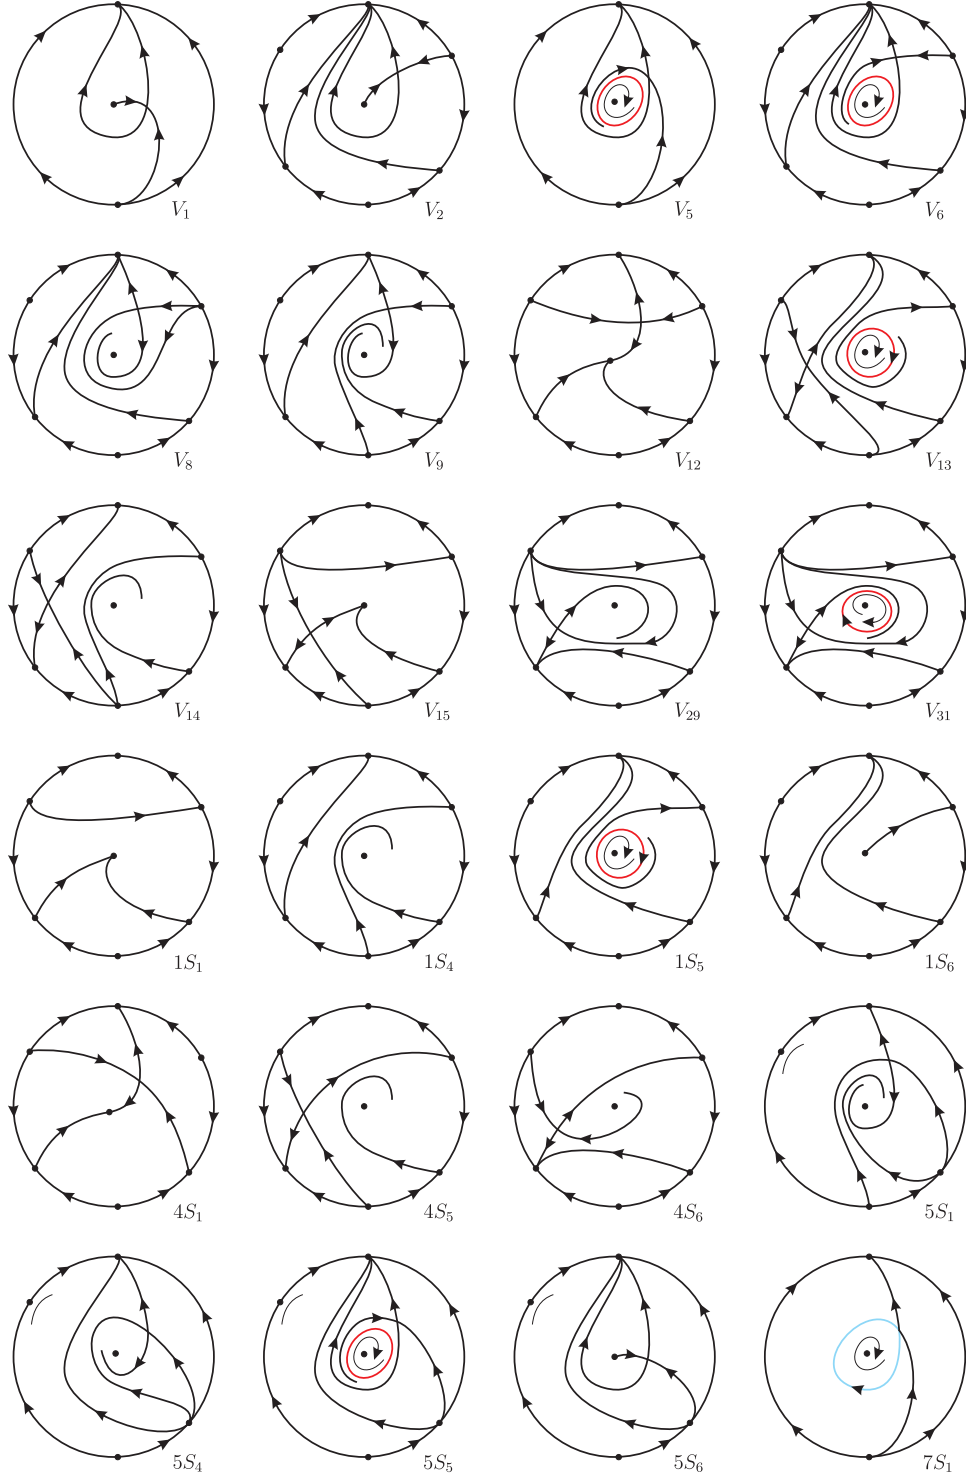 V₁ V₂ V₅ V₆
V₈ V₉ V₁₂ V₁₃
V₁₄ V₁₅ V₂₉ V₃₁
1S₁ 1S₄ 1S₅ 1S₆
4S₁ 4S₅ 4S₆ 5S₁
5S₄ 5S₅ 5S₆ 7S₁